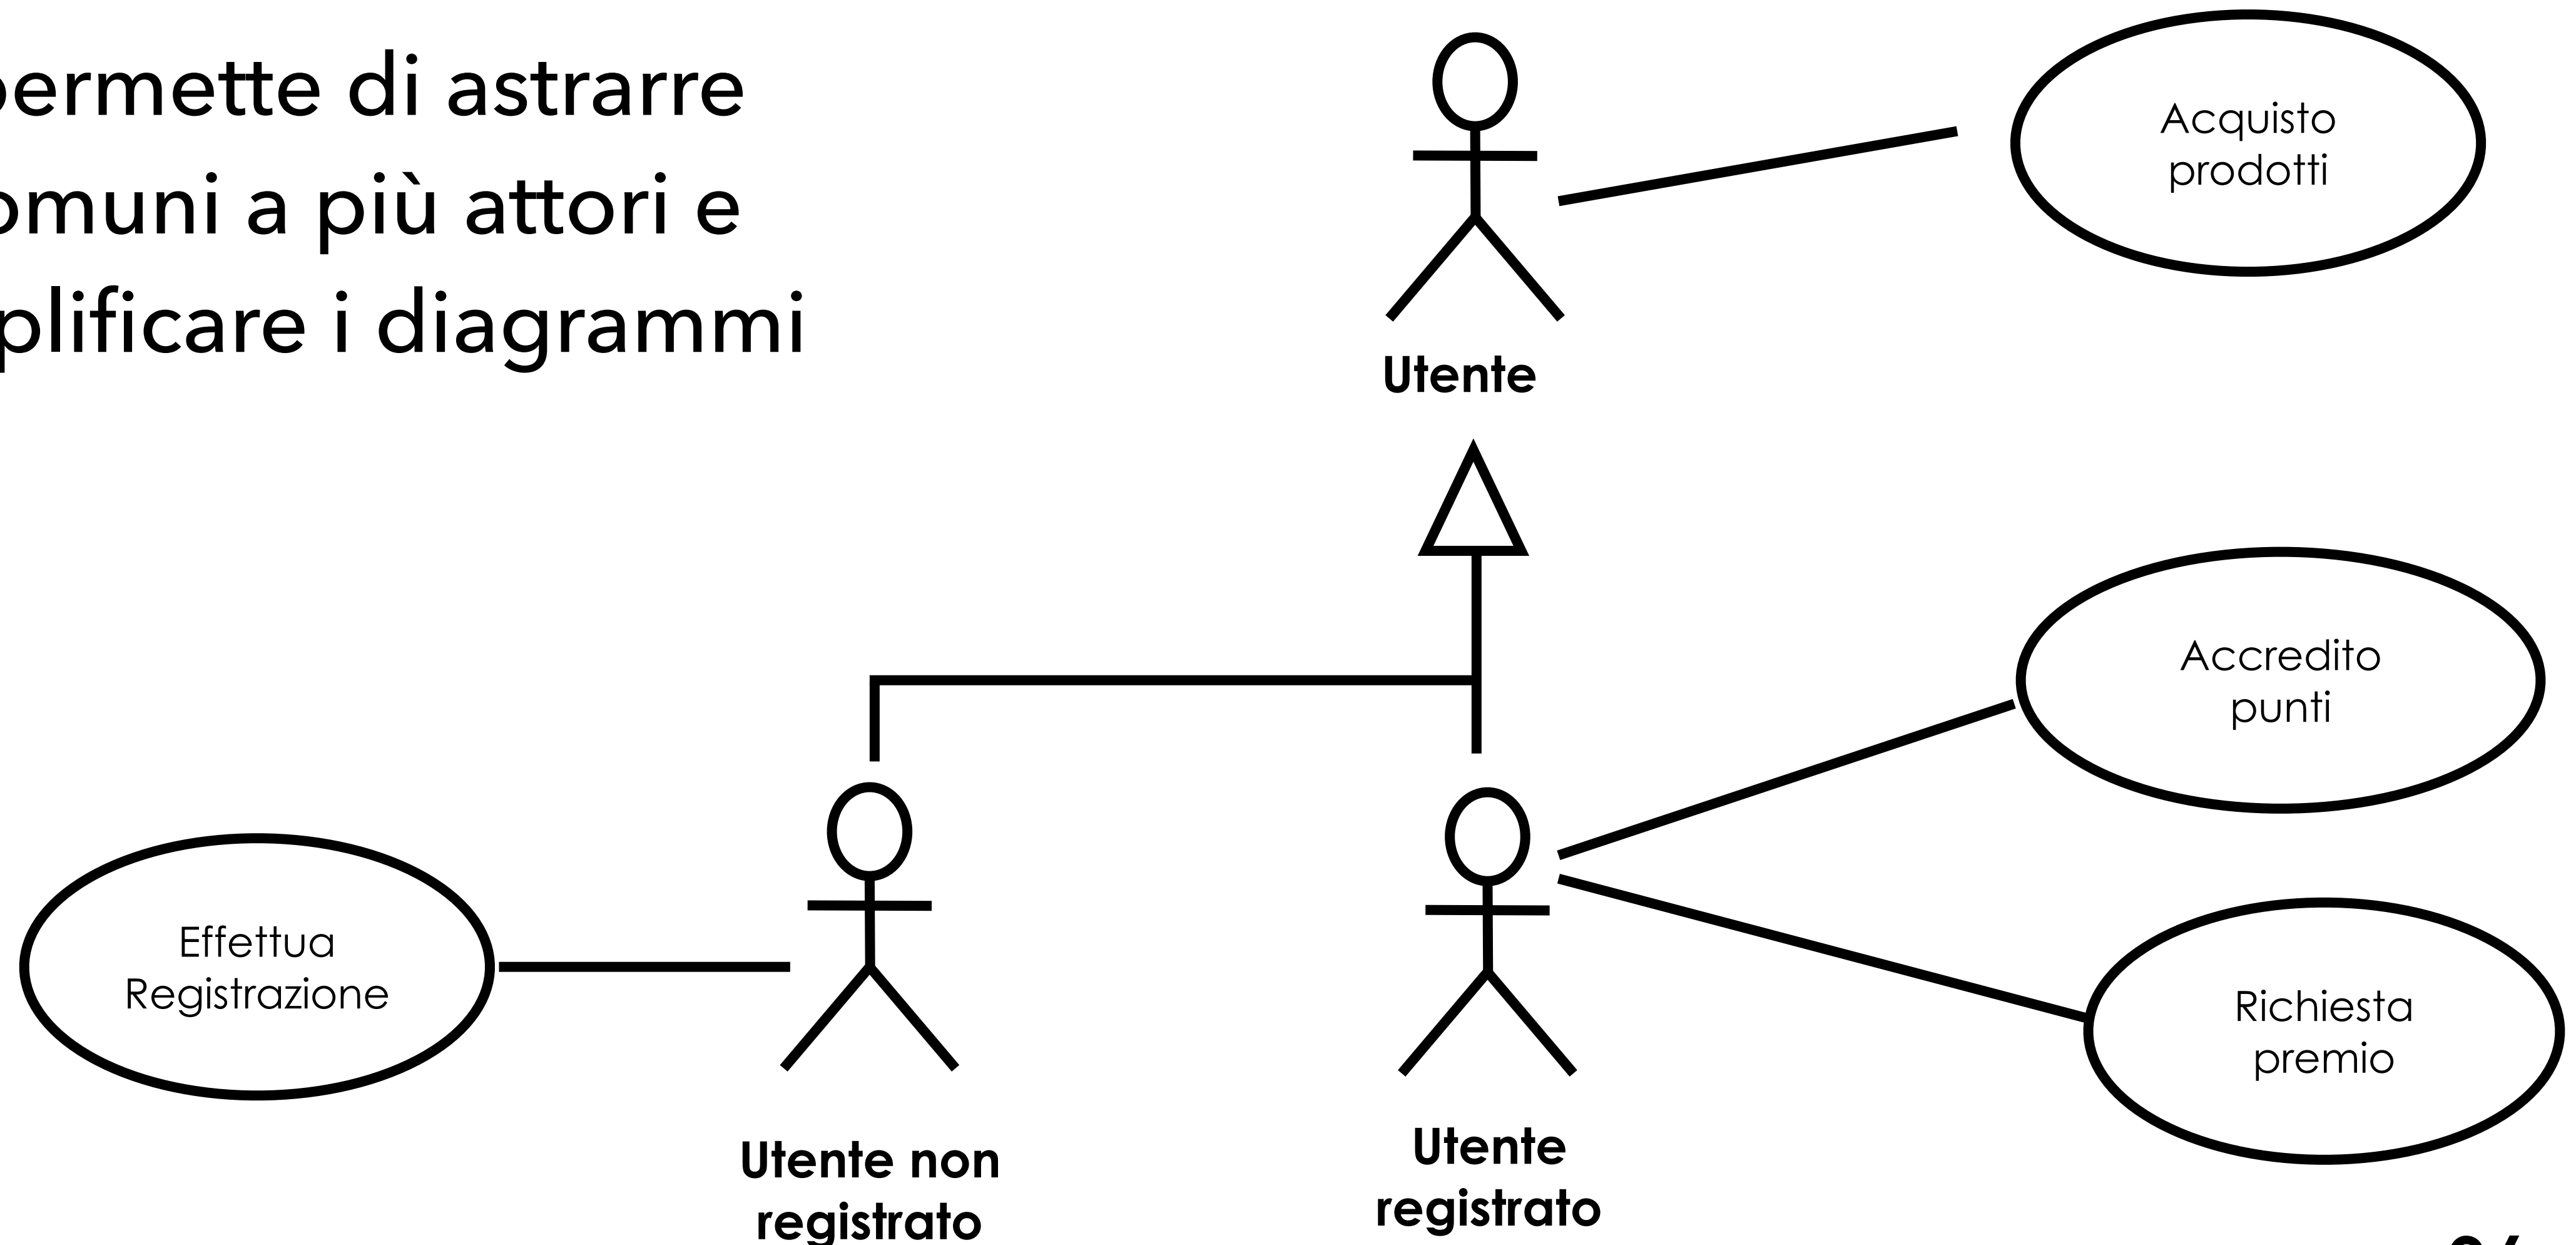 permette di astrarre
omuni a più attori e
plificare i diagrammi
Acquisto
prodotti
Utente
Accredito
punti
Effettua
Registrazione
Richiesta
premio
Utente non
registrato
Utente
registrato